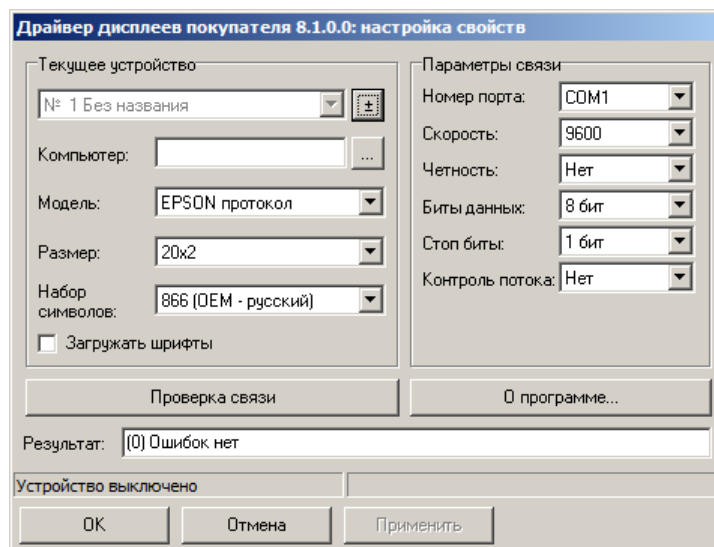 Драйвер дисплеев покупателя 8.1.0.0: настройка свойств
Текущее устройство
№ 1 Без названия
±
Компьютер:
...
Модель:
EPSON протокол
Размер:
20x2
Набор
символов:
866 (OEM - русский)
Загружать шрифты
Параметры связи
Номер порта:
COM1
Скорость:
9600
Четность:
Нет
Биты данных:
8 бит
Стоп биты:
1 бит
Контроль потока:
Нет
Проверка связи
О программе...
Результат:
(0) Ошибок нет
Устройство выключено
OK
Отмена
Применить